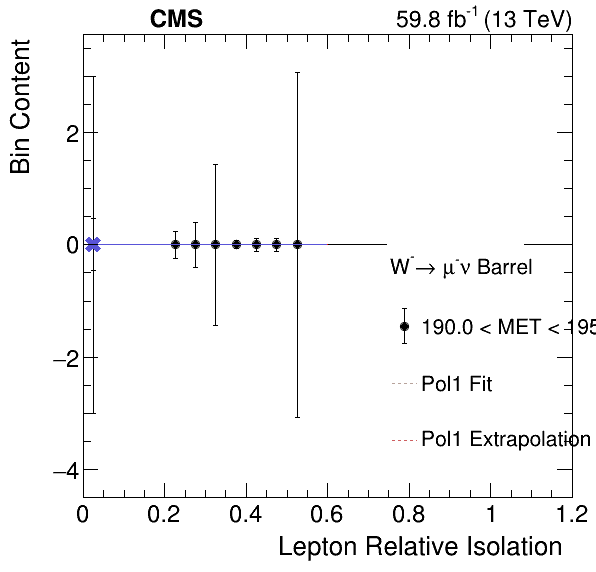 CMS
59.8 fb⁻¹ (13 TeV)
Bin Content
2
0
−2
−4
W⁻→ μ⁻ν Barrel
190.0 < MET < 195
Pol1 Fit
Pol1 Extrapolation
0 0.2 0.4 0.6 0.8 1 1.2
Lepton Relative Isolation